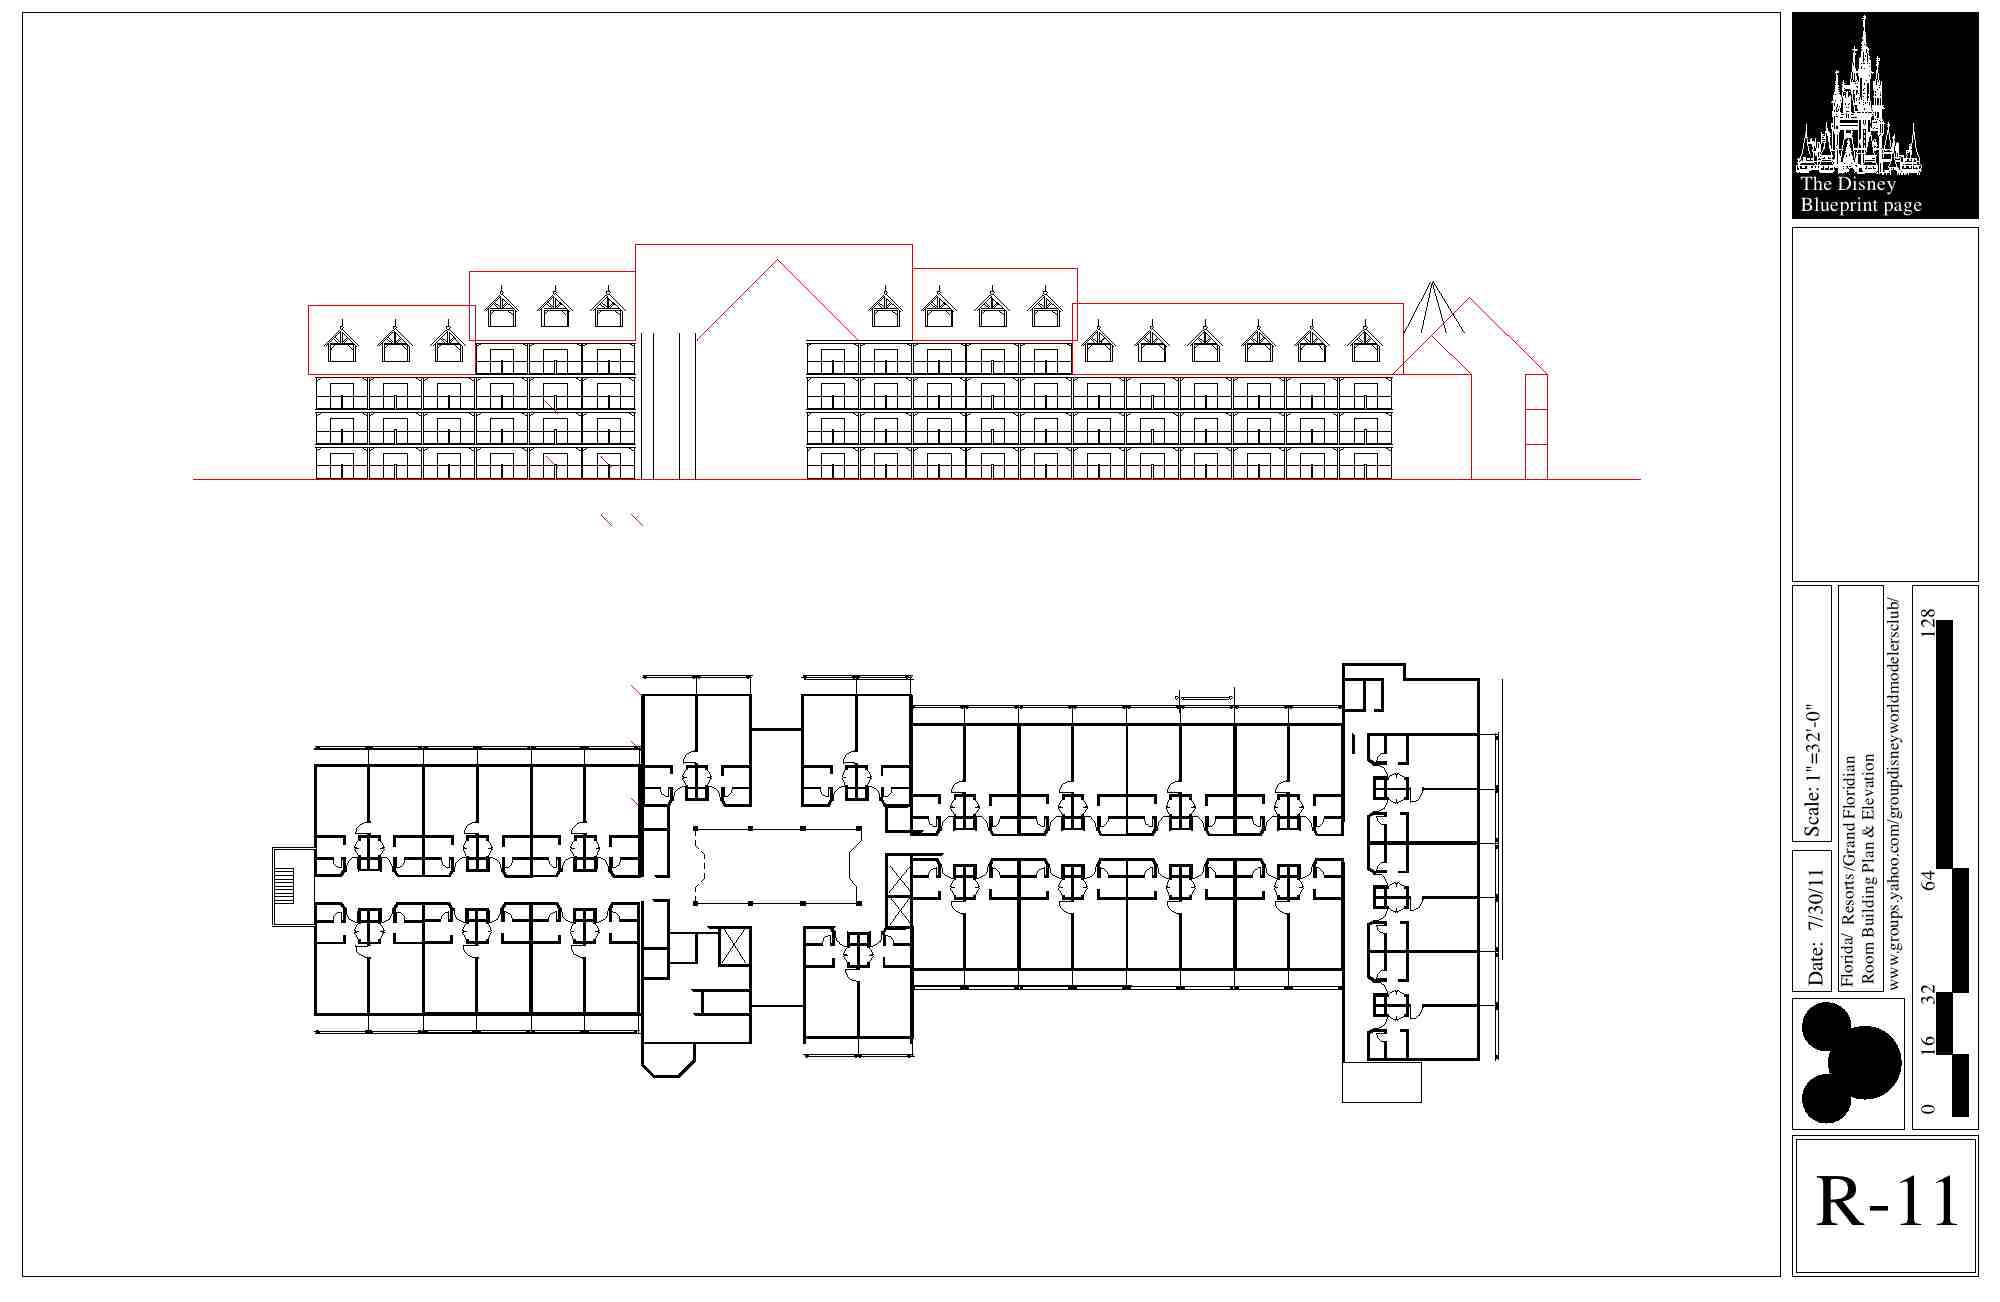 The Disney
Blueprint page
Scale: 1"=32'-0"
Date: 7/30/11
Florida/ Resorts/Grand Floridian
Room Building Plan & Elevation
www.groups.yahoo.com/groupdisneyworldmodelersclub/
128
64
32
16
0
R-11